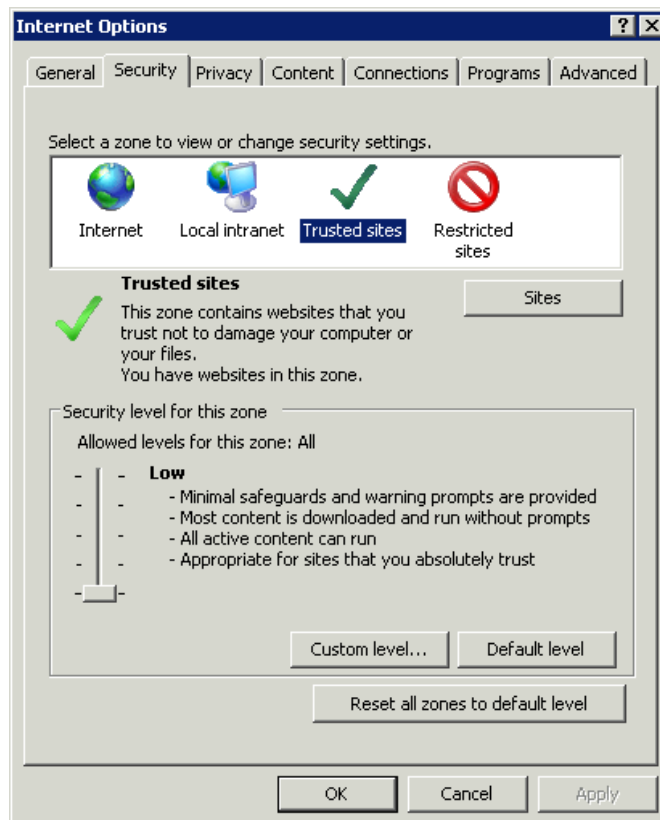 Internet Options
General Security Privacy Content Connections Programs Advanced
Select a zone to view or change security settings.
Internet Local intranet Trusted sites Restricted
sites
Trusted sites
Sites
This zone contains websites that you
trust not to damage your computer or
your files.
You have websites in this zone.
Security level for this zone
Allowed levels for this zone: All
Low
- Minimal safeguards and warning prompts are provided
- Most content is downloaded and run without prompts
- All active content can run
- Appropriate for sites that you absolutely trust
Custom level... Default level
Reset all zones to default level
OK Cancel Apply